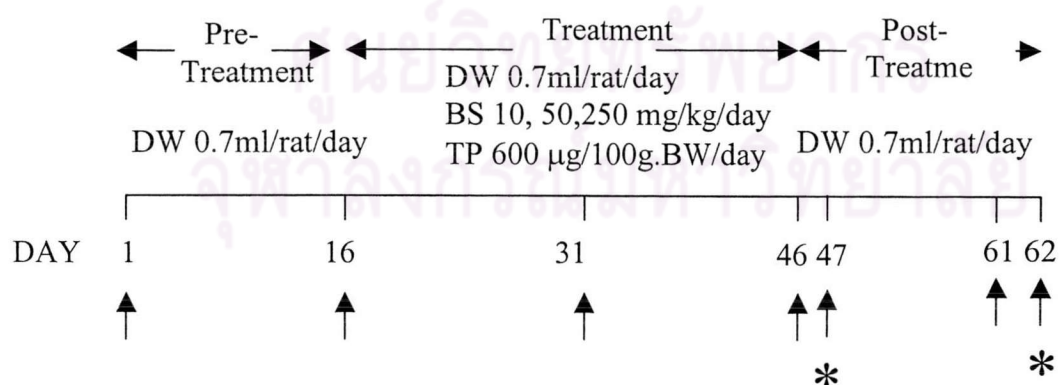 Pre-
Treatment
Treatment
DW 0.7ml/rat/day
BS 10, 50,250 mg/kg/day
TP 600 μg/100g.BW/day
Post-
Treatme
DW 0.7ml/rat/day
DW 0.7ml/rat/day
ศูนย์วิทยทรัพยากร
จุฬาลงกรณ์มหาวิทยาลัย
DAY 1 16 31 46 47 61 62
* *